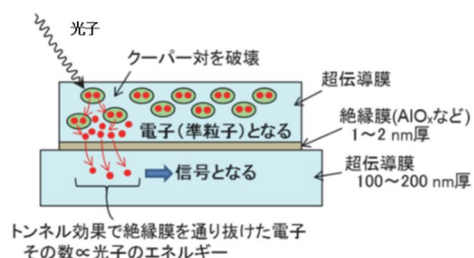 光子
クーパー対を破壊
超伝導膜
絶縁膜(AlOxなど)
1～2 nm厚
電子(準粒子)となる
超伝導膜
100～200 nm厚
信号となる
トンネル効果で絶縁膜を通り抜けた電子
その数∝光子のエネルギー